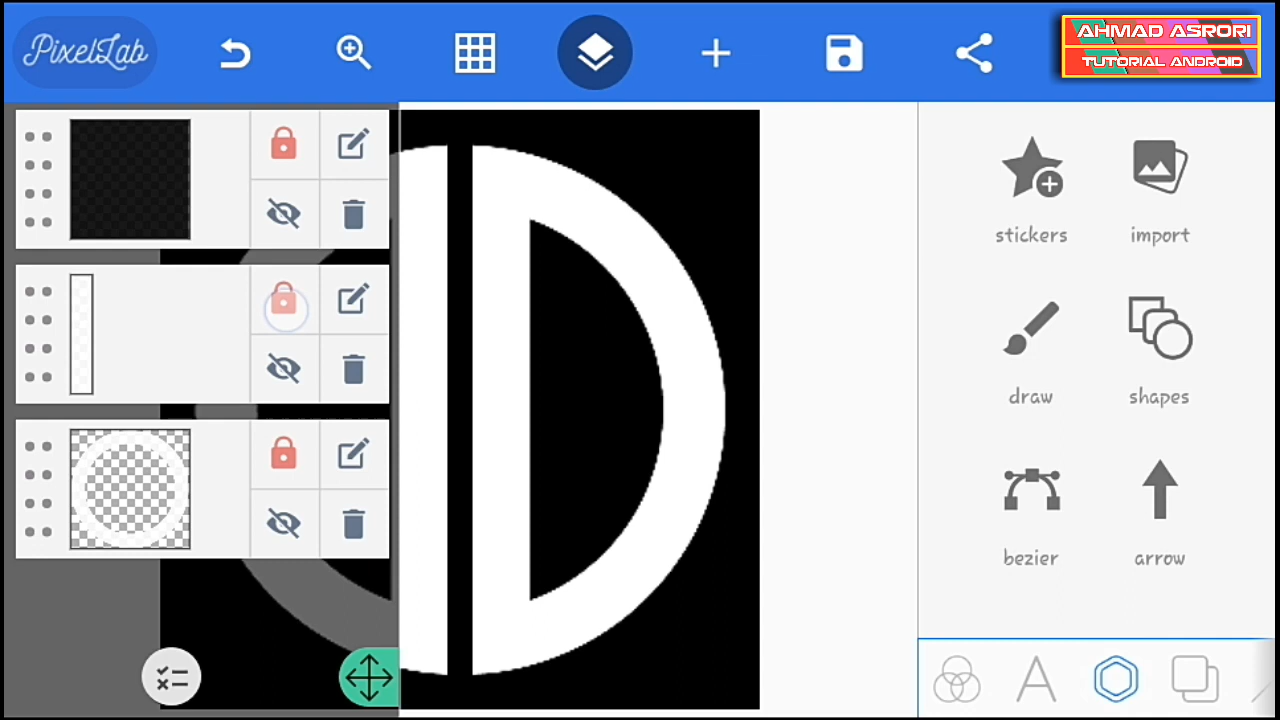 PixelLab
AHMAD ASRORI
TUTORIAL ANDROID
stickers
import
draw
shapes
bezier
arrow